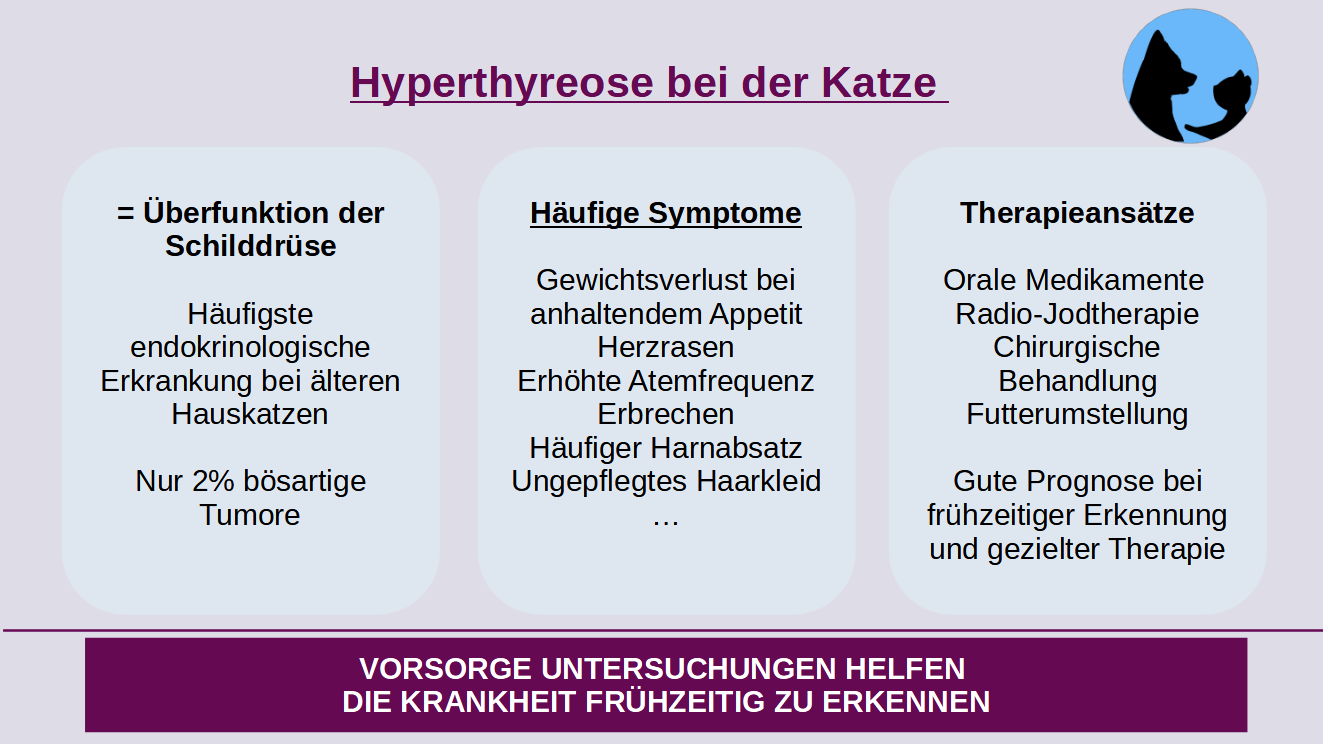 Hyperthyreose bei der Katze
= Überfunktion der
Schilddrüse
Häufigste
endokrinologische
Erkrankung bei älteren
Hauskatzen
Nur 2% bösartige
Tumore
Häufige Symptome
Gewichtsverlust bei
anhaltendem Appetit
Herzrasen
Erhöhte Atemfrequenz
Erbrechen
Häufiger Harnabsatz
Ungepflegtes Haarkleid
…
Therapieansätze
Orale Medikamente
Radio-Jodtherapie
Chirurgische
Behandlung
Futterumstellung
Gute Prognose bei
frühzeitiger Erkennung
und gezielter Therapie
VORSORGE UNTERSUCHUNGEN HELFEN
DIE KRANKHEIT FRÜHZEITIG ZU ERKENNEN